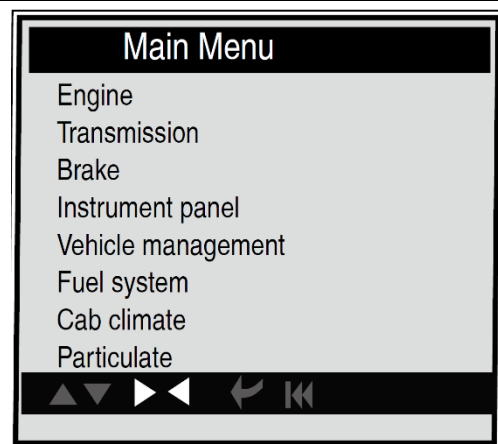 Main Menu
Engine
Transmission
Brake
Instrument panel
Vehicle management
Fuel system
Cab climate
Particulate